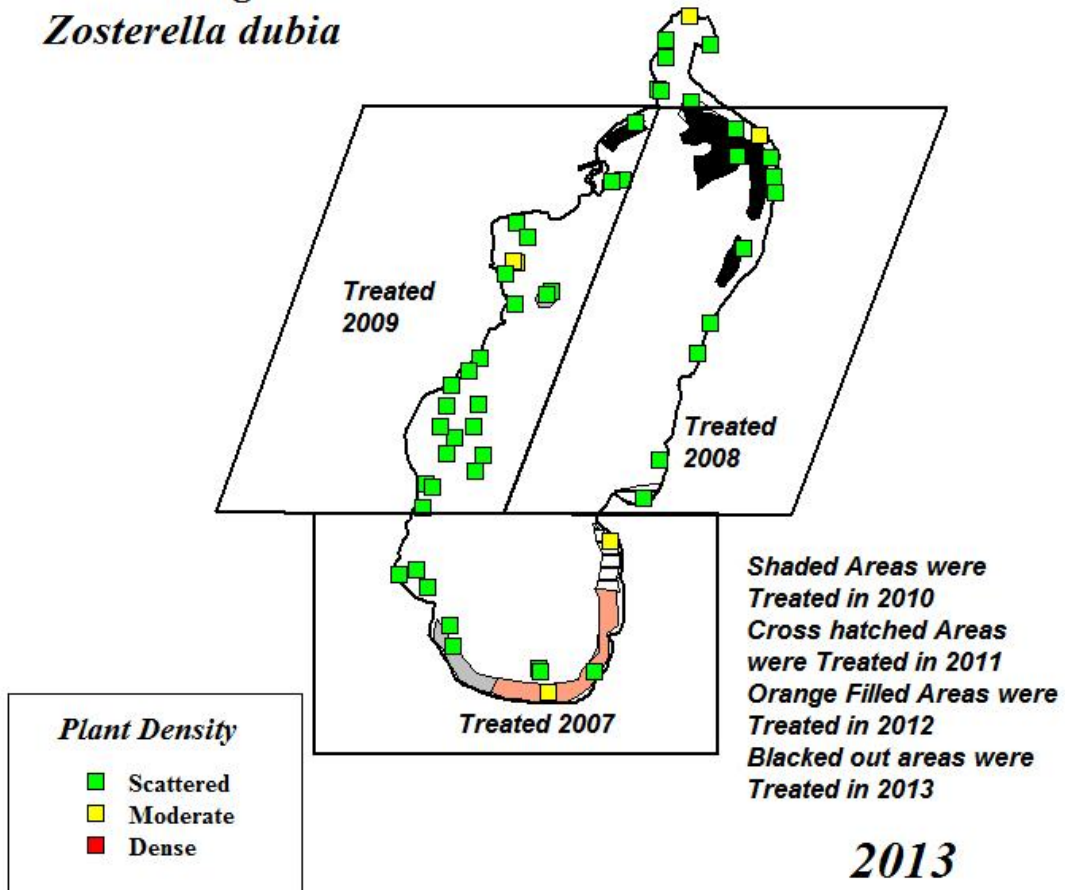 Zosterella dubia
Treated
2009
Treated
2008
Shaded Areas were
Treated in 2010
Cross hatched Areas
were Treated in 2011
Orange Filled Areas were
Treated in 2012
Blacked out areas were
Treated in 2013
Treated 2007
Plant Density
Scattered
Moderate
Dense
2013